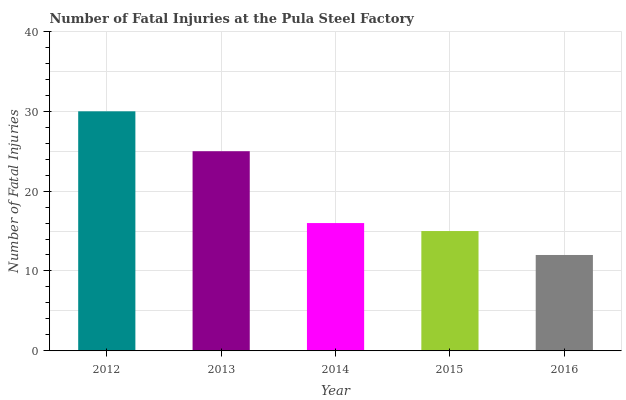 Number of Fatal Injuries at the Pula Steel Factory
40
30
20
10
0
Number of Fatal Injuries
2012 2013 2014 2015 2016
Year